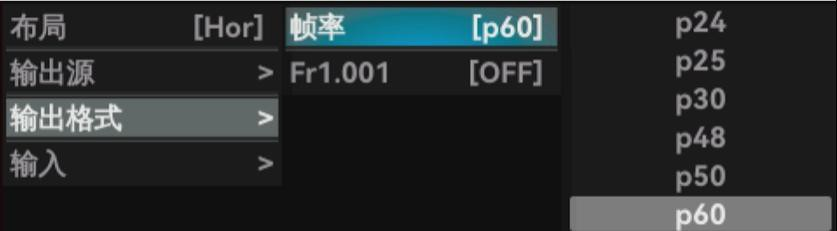 布局 [Hor]
输出源 >
输出格式 >
输入 >
帧率 [p60]
Fr1.001 [OFF]
p24
p25
p30
p48
p50
p60